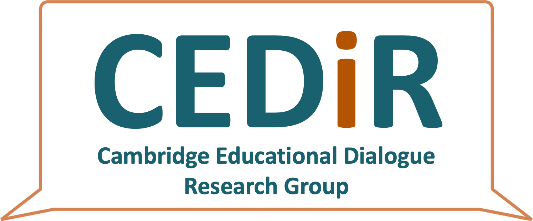 CEDiR
Cambridge Educational Dialogue
Research Group